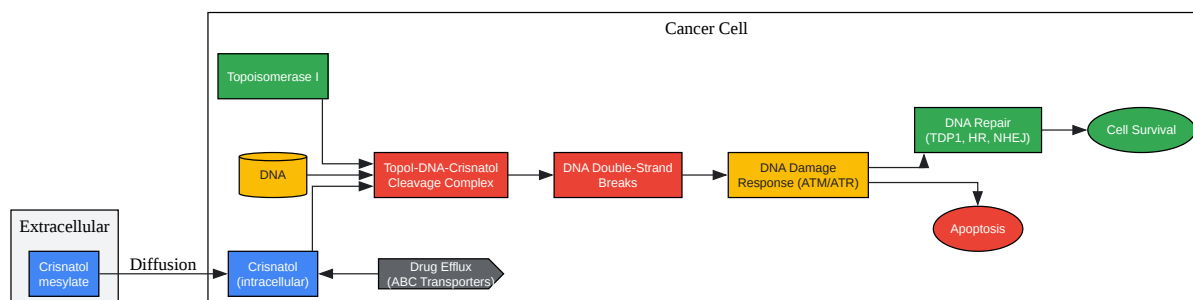 Cancer Cell
Topoisomerase I
DNA
TopoI-DNA-Crisnatol
Cleavage Complex
DNA Double-Strand
Breaks
DNA Damage
Response (ATM/ATR)
DNA Repair
(TDP1, HR, NHEJ)
Cell Survival
Apoptosis
Extracellular
Crisnatol
mesylate
Diffusion
Crisnatol
(intracellular)
Drug Efflux
(ABC Transporters)